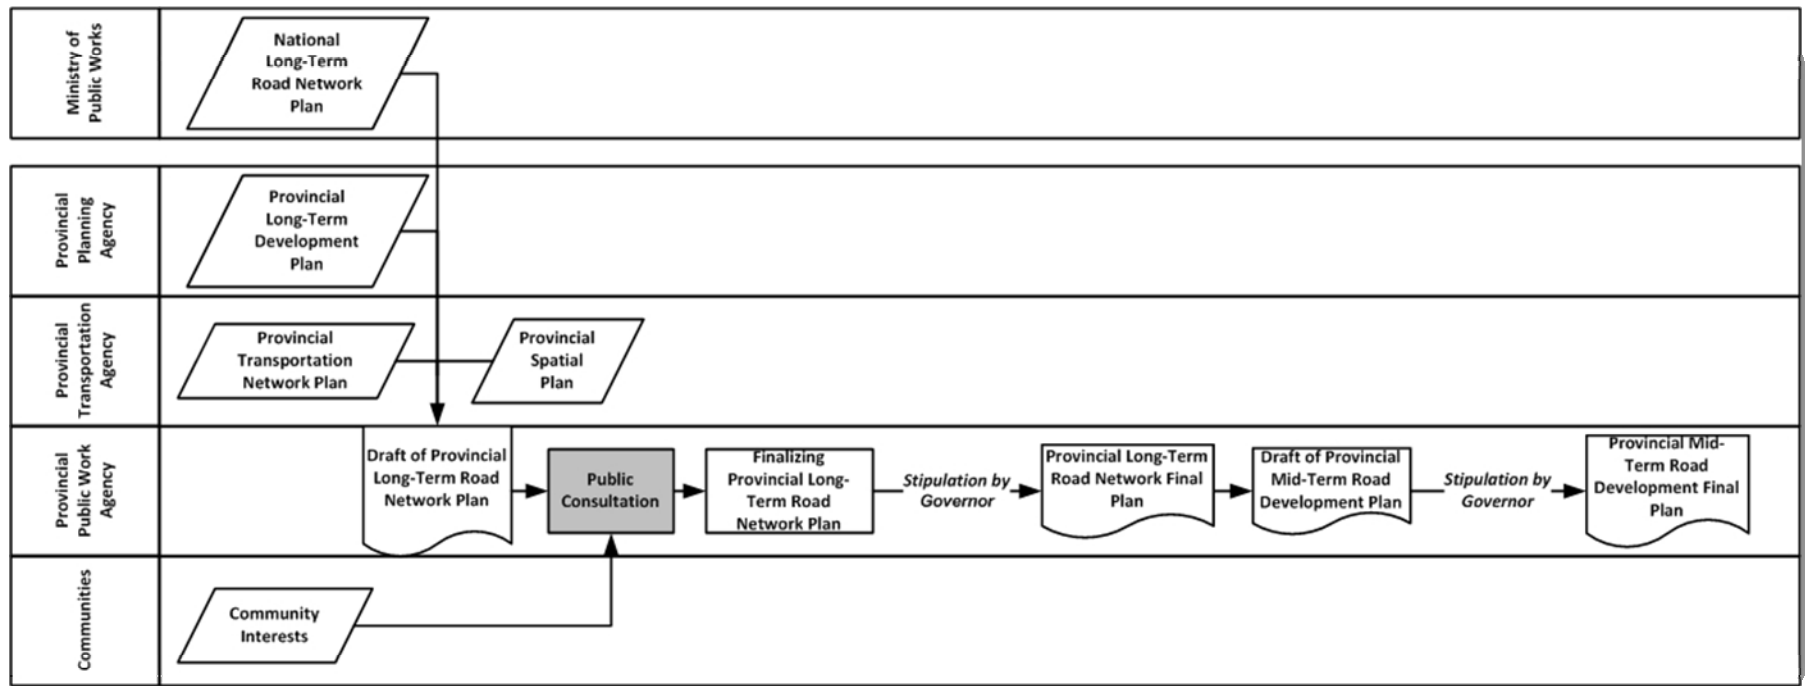 Ministry of
Public Works
National
Long-Term
Road Network
Plan
Provincial
Planning
Agency
Provincial
Long-Term
Development
Plan
Provincial
Transportation
Agency
Provincial
Transportation
Network Plan
Provincial
Spatial
Plan
Provincial
Public Work
Agency
Draft of Provincial
Long-Term Road
Network Plan
Public
Consultation
Finalizing
Provincial Long-
Term Road
Network Plan
Stipulation by
Governor
Provincial Long-Term
Road Network Final
Plan
Draft of Provincial
Mid-Term Road
Development Plan
Stipulation by
Governor
Provincial Mid-
Term Road
Development Final
Plan
Communities
Community
Interests